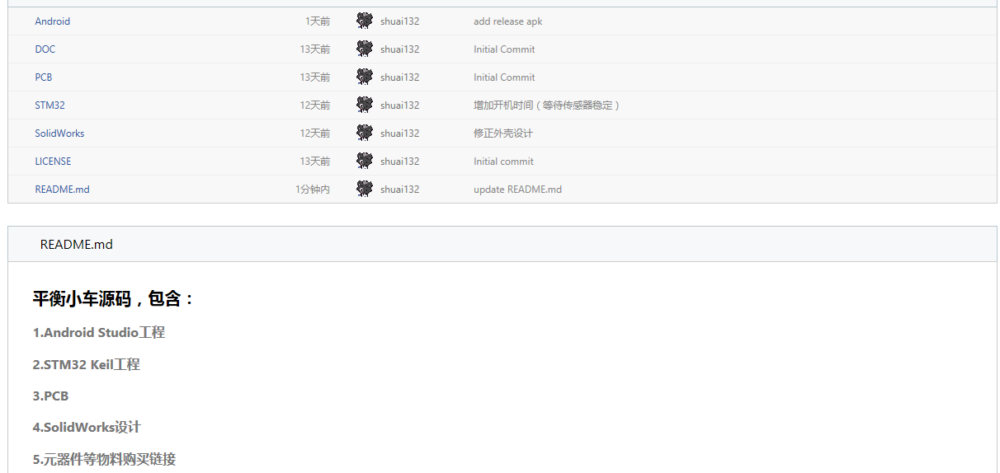 Android 1天前 shuai132 add release apk
DOC 13天前 shuai132 Initial Commit
PCB 13天前 shuai132 Initial Commit
STM32 12天前 shuai132 增加开机时间（等待传感器稳定）
SolidWorks 12天前 shuai132 修正外壳设计
LICENSE 13天前 shuai132 Initial commit
README.md 1分钟内 shuai132 update README.md
README.md
平衡小车源码，包含：
1.Android Studio工程
2.STM32 Keil工程
3.PCB
4.SolidWorks设计
5.元器件等物料购买链接